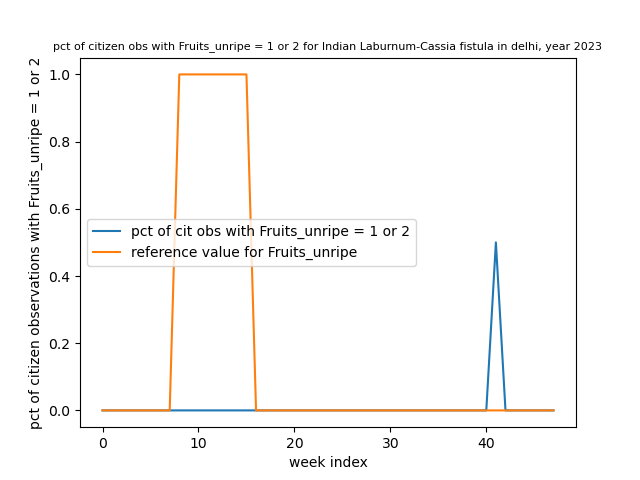 pct of citizen obs with Fruits_unripe = 1 or 2 for Indian Laburnum-Cassia fistula in delhi, year 2023
pct of citizen observations with Fruits_unripe = 1 or 2
1.0
0.8
0.6
0.4
0.2
0.0
pct of cit obs with Fruits_unripe = 1 or 2
reference value for Fruits_unripe
0 10 20 30 40
week index